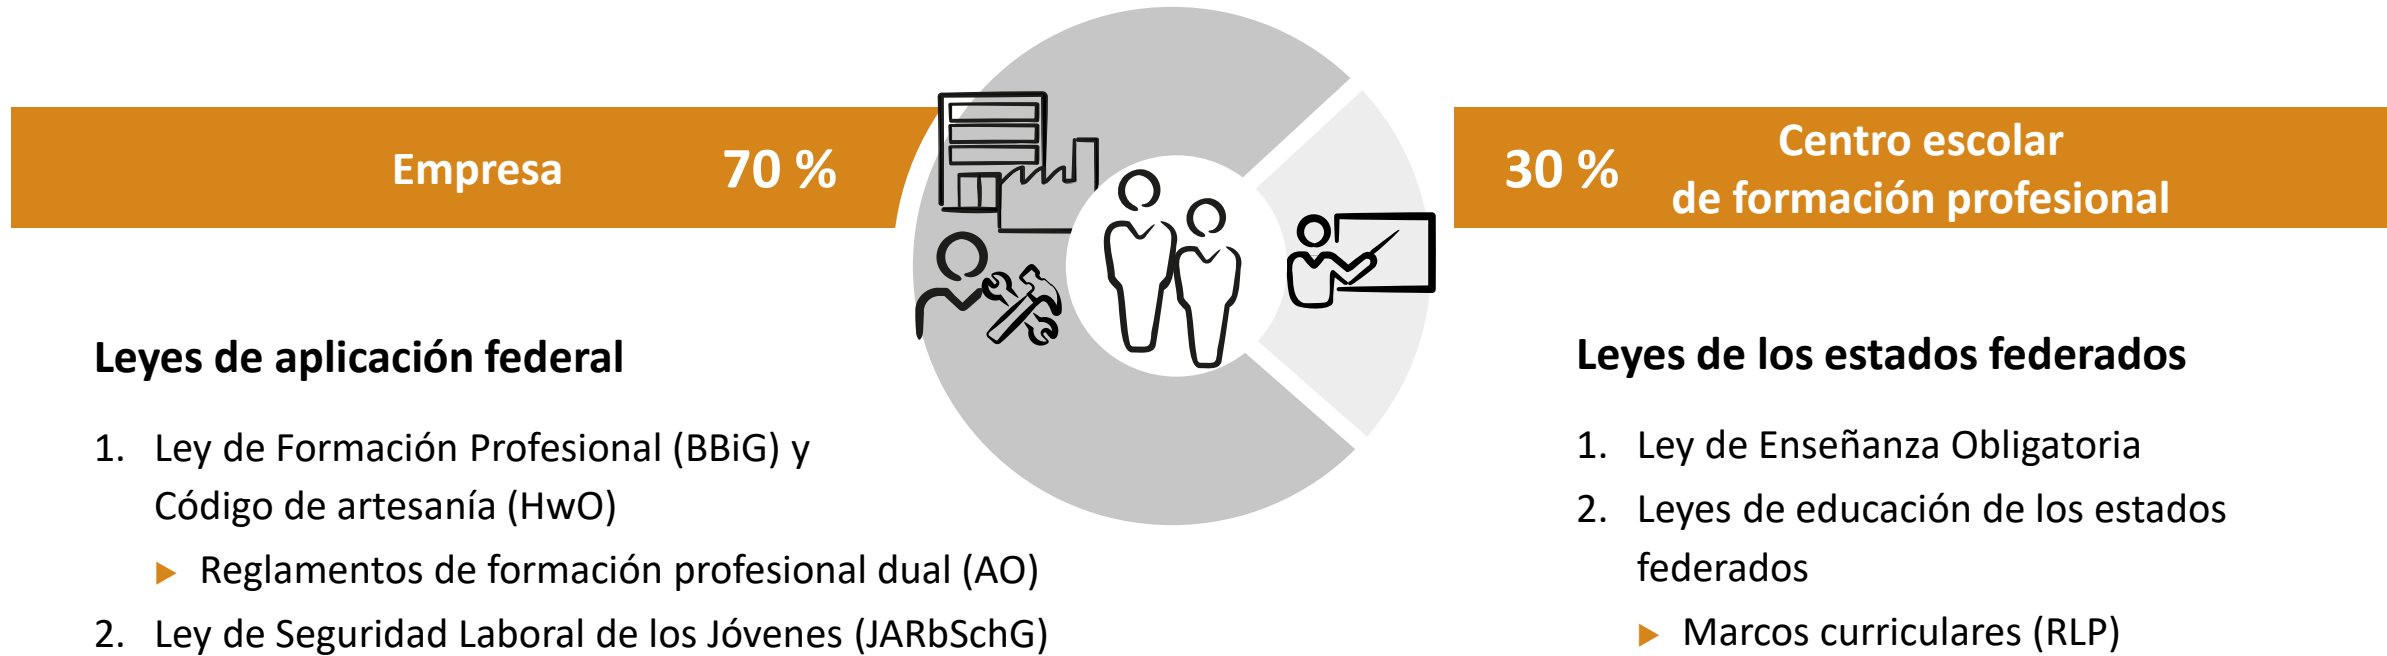 Empresa
70 %
30 %
Centro escolar
de formación profesional
Leyes de aplicación federal
1. Ley de Formación Profesional (BBiG) y
Código de artesanía (HwO)
Reglamentos de formación profesional dual (AO)
2. Ley de Seguridad Laboral de los Jóvenes (JARbSchG)
Leyes de los estados federados
1. Ley de Enseñanza Obligatoria
2. Leyes de educación de los estados
federados
Marcos curriculares (RLP)